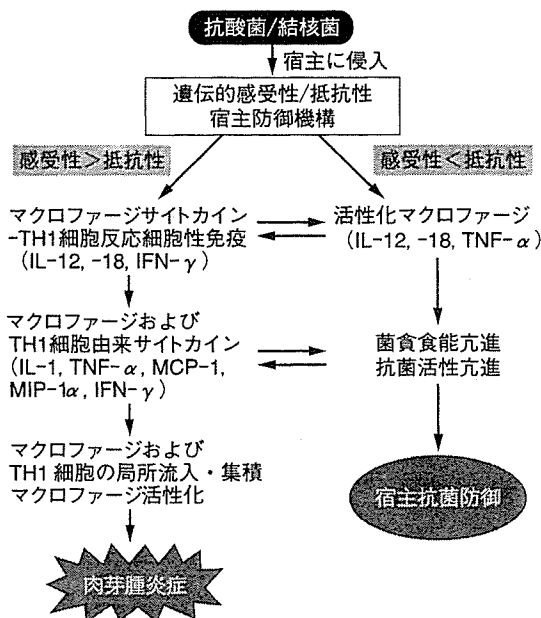 抗酸菌/結核菌
宿主に侵入
遺伝的感受性/抵抗性
宿主防御機構
感受性>抵抗性
感受性<抵抗性
マクロファージサイトカイン
-TH1細胞反応細胞性免疫
(IL-12, -18, IFN-γ)
活性化マクロファージ
(IL-12, -18, TNF-α)
マクロファージおよび
TH1細胞由来サイトカイン
(IL-1, TNF-α, MCP-1,
MIP-1α, IFN-γ)
菌貪食能亢進
抗菌活性亢進
マクロファージおよび
TH1細胞の局所流入・集積
マクロファージ活性化
宿主抗菌防御
肉芽腫炎症